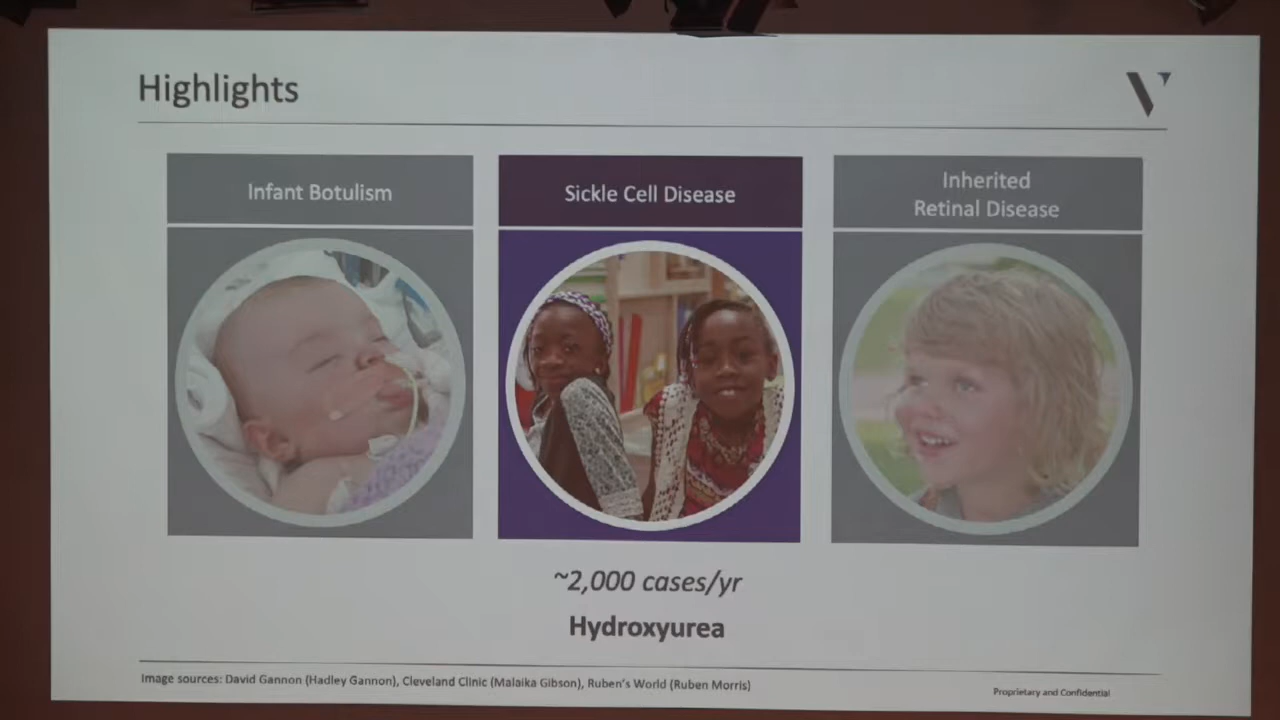 Highlights
Infant Botulism
Sickle Cell Disease
Inherited
Retinal Disease
~2,000 cases/yr
Hydroxyurea
Image sources: David Gannon (Hadley Gannon), Cleveland Clinic (Malaika Gibson), Ruben's World (Ruben Morris)
Proprietary and Confidential